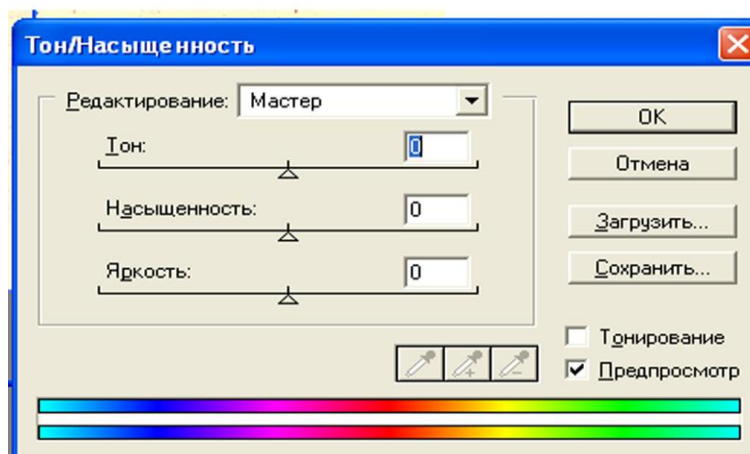 Тон/Насыщенность
Редактирование: Мастер
Тон: 0
Насыщенность: 0
Яркость: 0
OK
Отмена
Загрузить...
Сохранить...
Тонирование
Предпросмотр